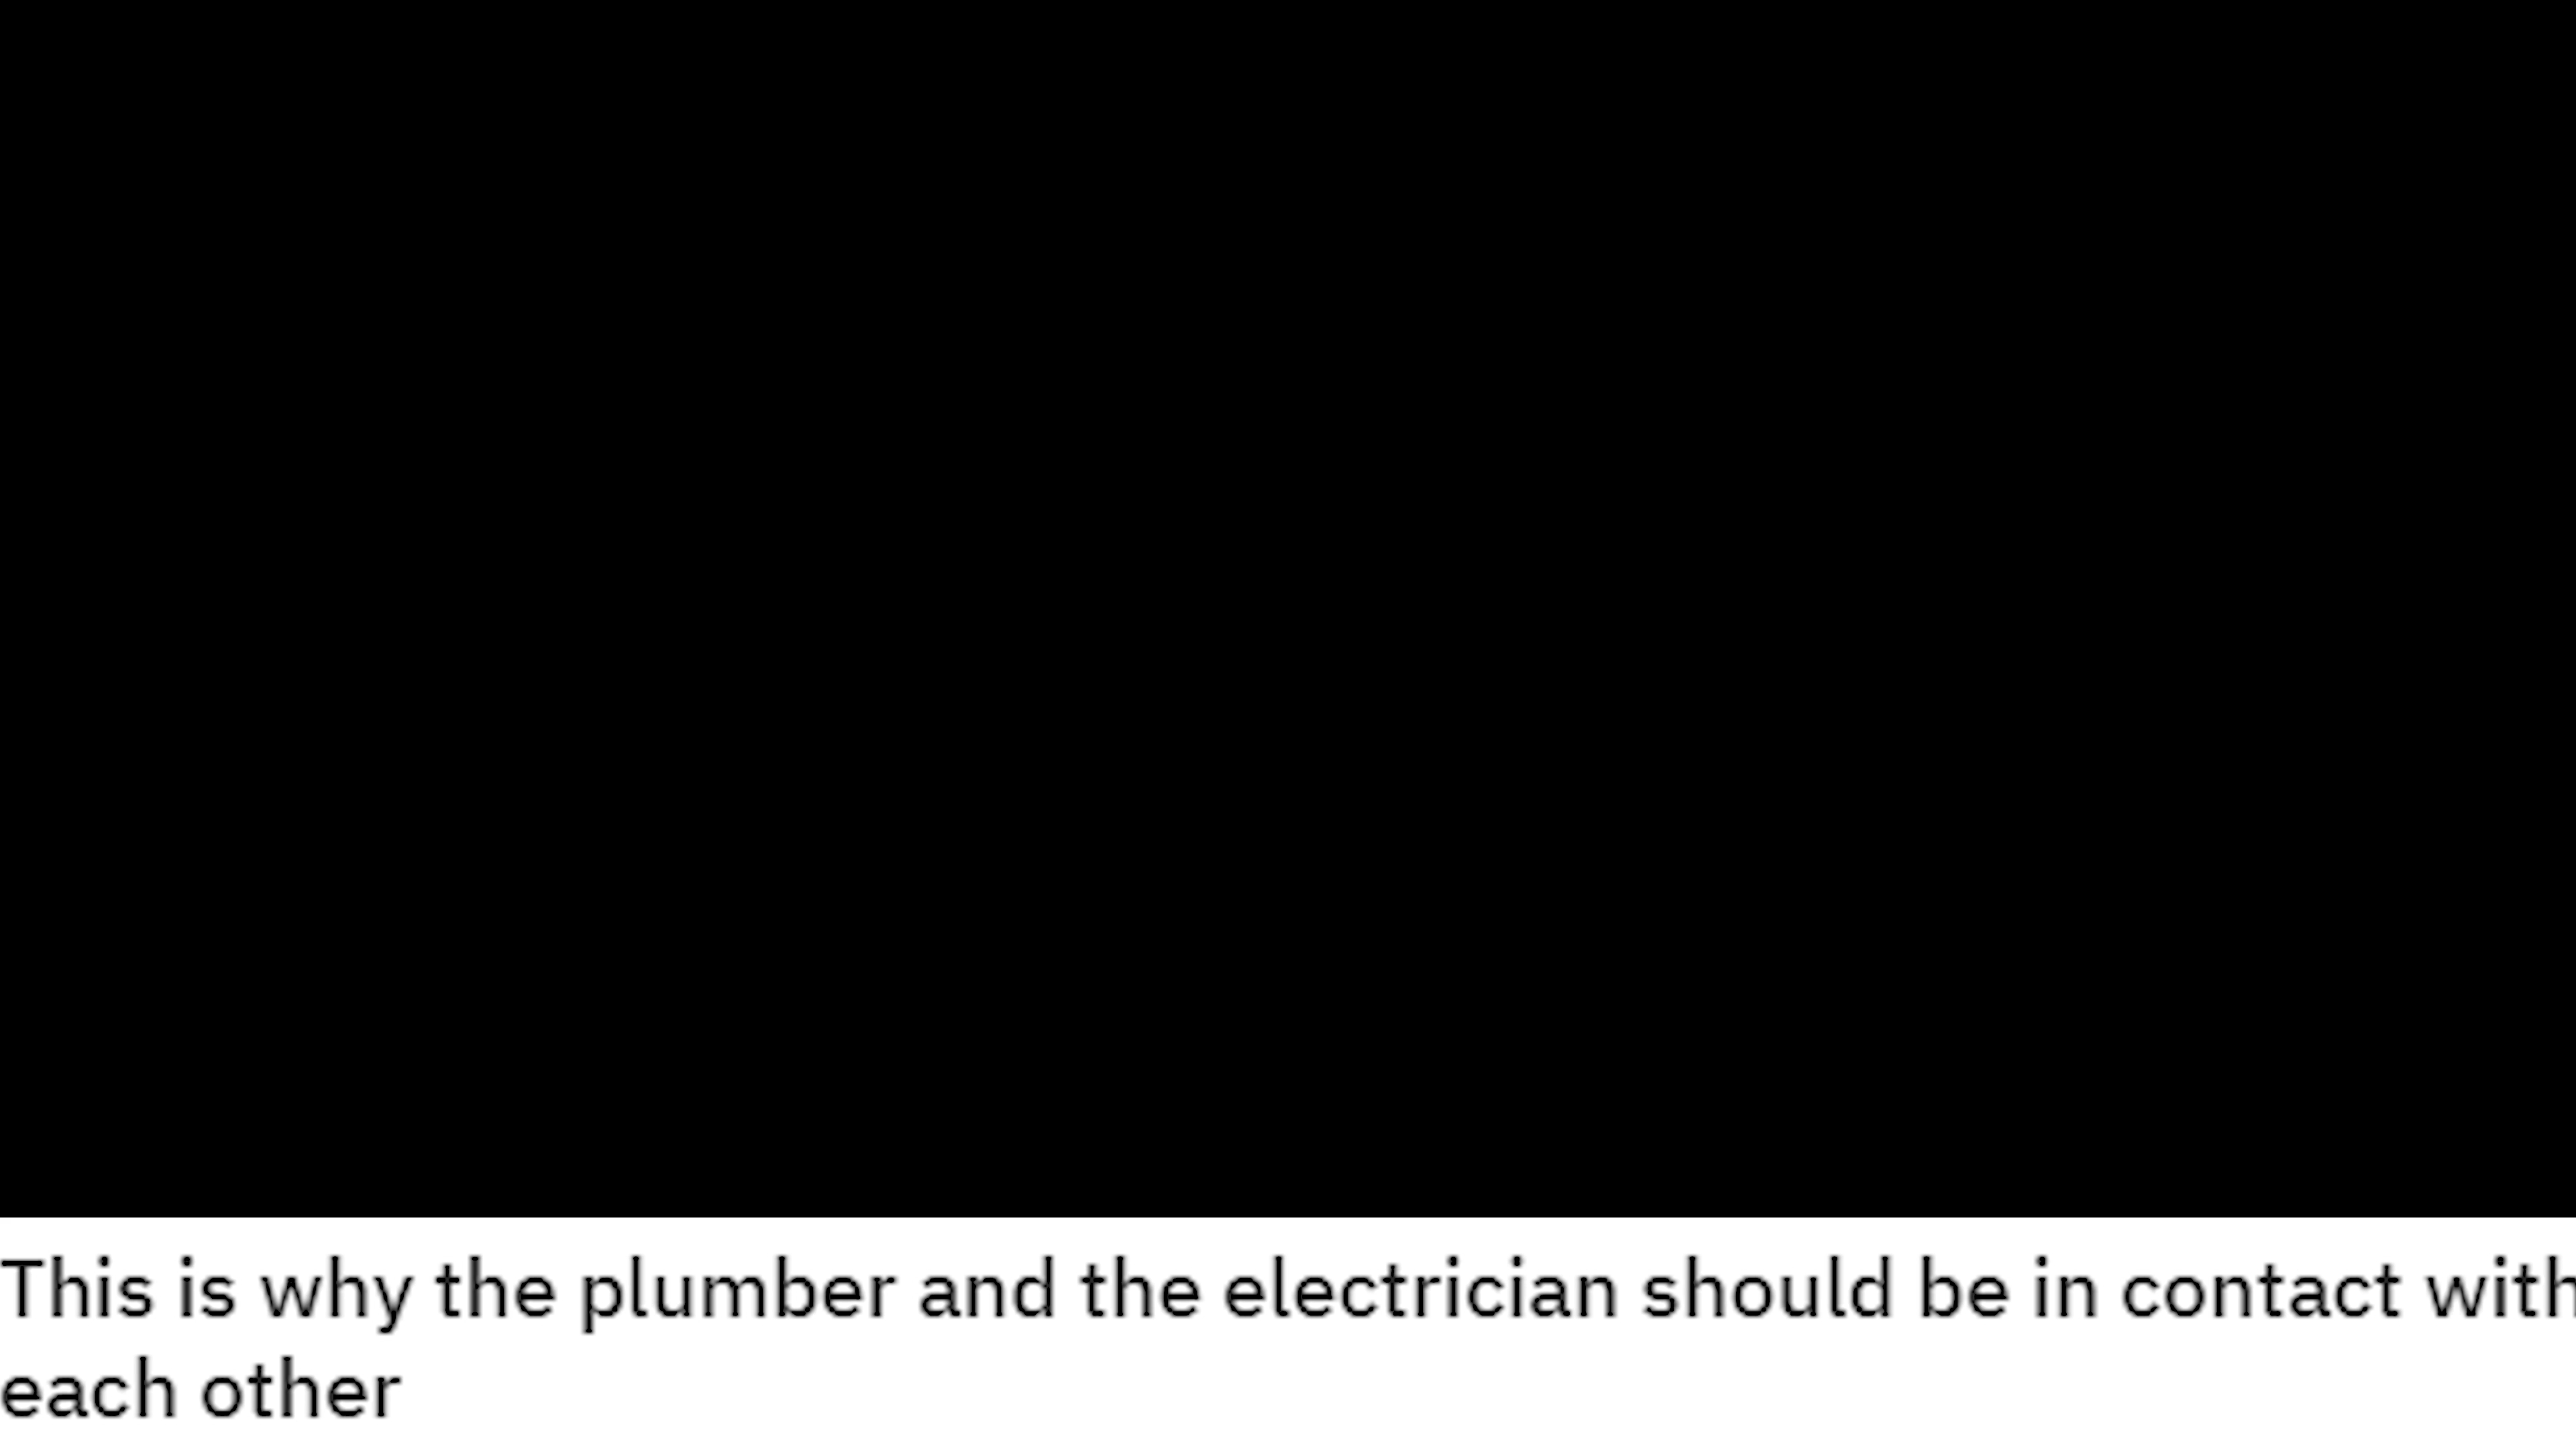 This is why the plumber and the electrician should be in contact with
each other